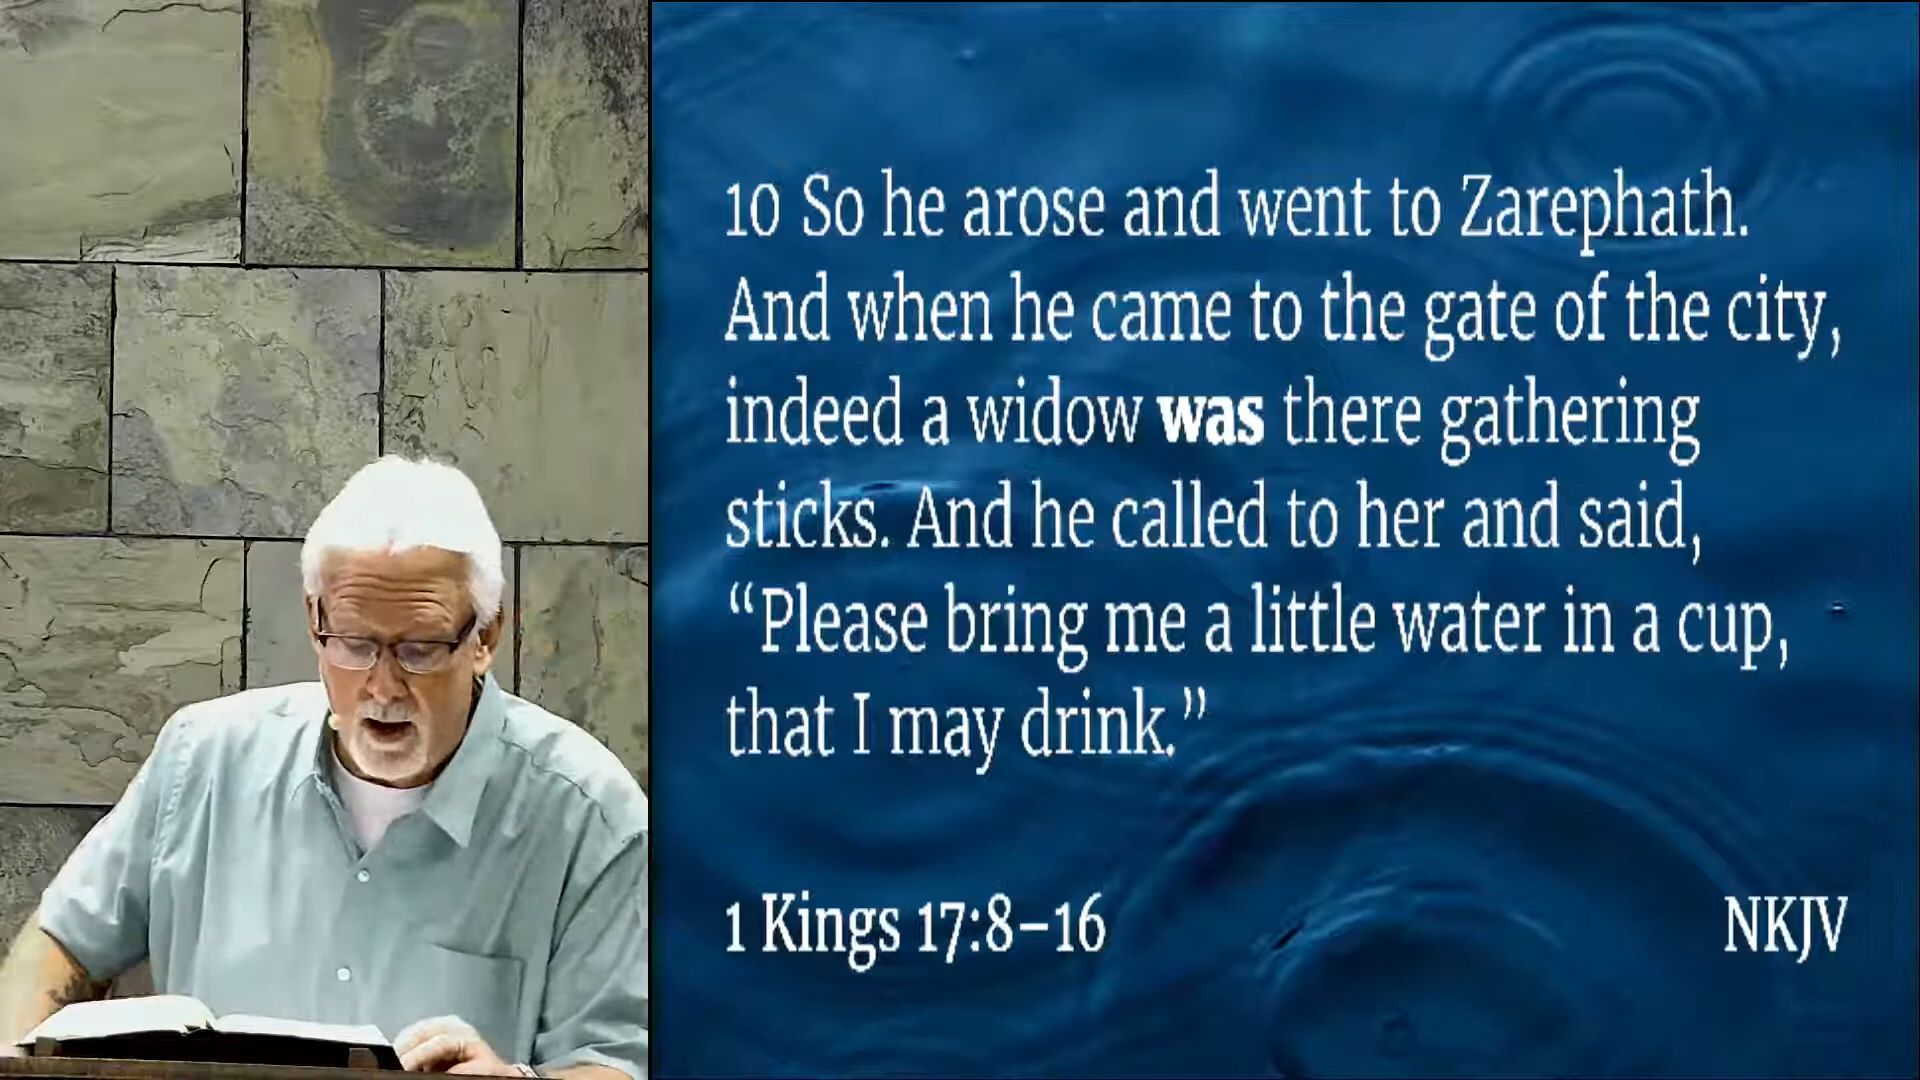 10 So he arose and went to Zarephath.
And when he came to the gate of the city,
indeed a widow was there gathering
sticks. And he called to her and said,
“Please bring me a little water in a cup,
that I may drink.”
1 Kings 17:8–16
NKJV